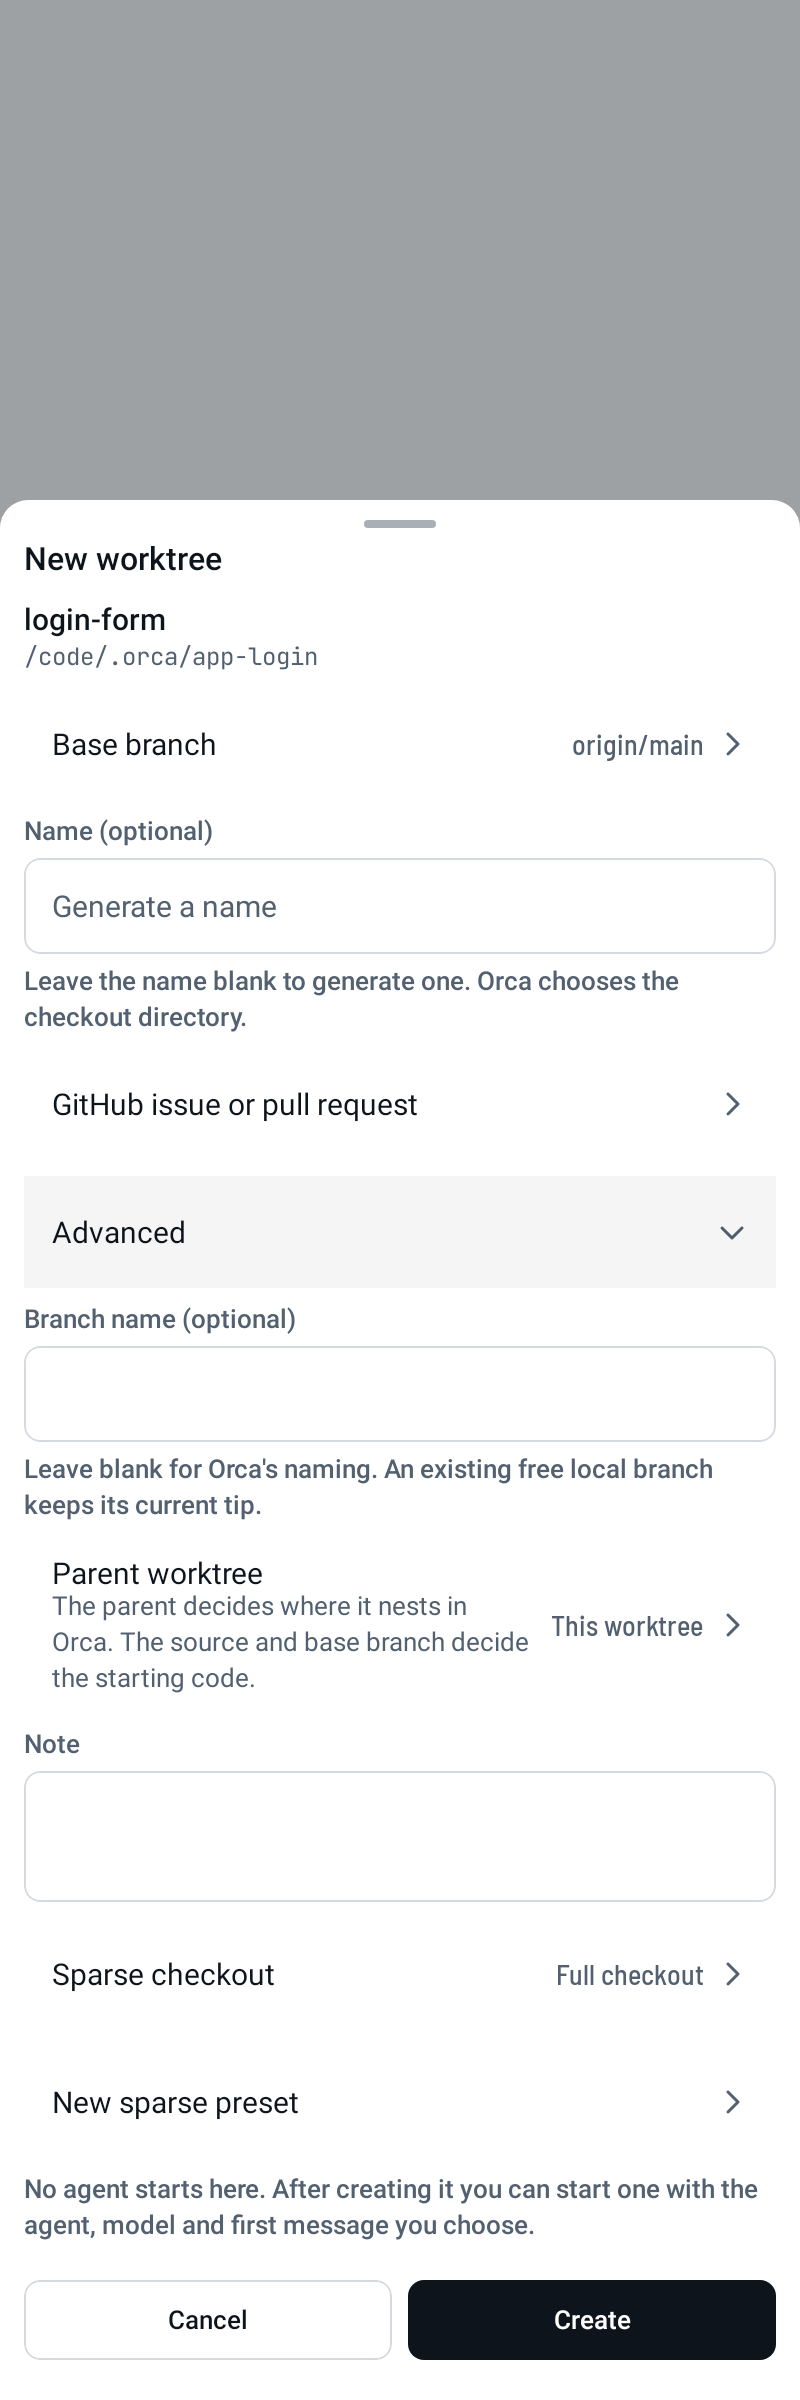 New worktree
login-form
/code/.orca/app-login
Base branch
origin/main
Name (optional)
Generate a name
Leave the name blank to generate one. Orca chooses the
checkout directory.
GitHub issue or pull request
Advanced
Branch name (optional)
Leave blank for Orca's naming. An existing free local branch
keeps its current tip.
Parent worktree
The parent decides where it nests in
Orca. The source and base branch decide
the starting code.
This worktree
Note
Sparse checkout
Full checkout
New sparse preset
No agent starts here. After creating it you can start one with the
agent, model and first message you choose.
Cancel
Create